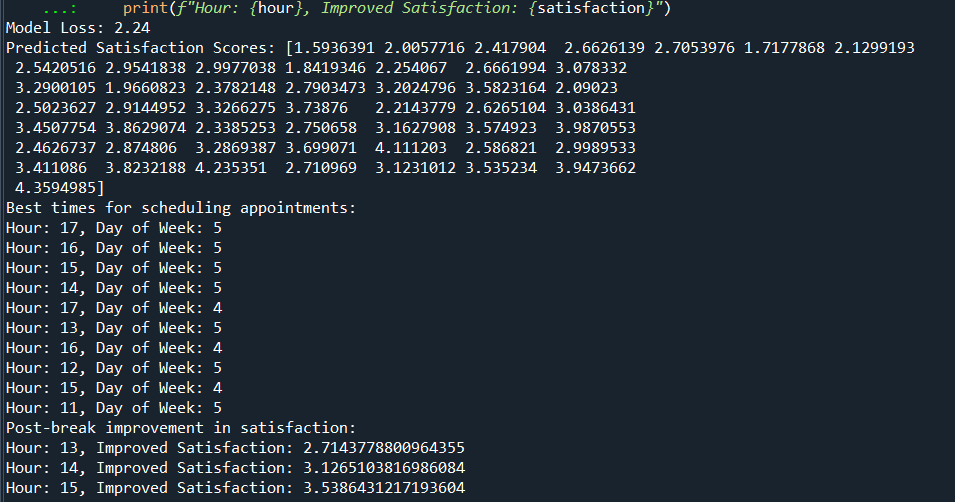 ...:     print(f"Hour: {hour}, Improved Satisfaction: {satisfaction}")
Model Loss: 2.24
Predicted Satisfaction Scores: [1.5936391 2.0057716 2.417904  2.6626139 2.7053976 1.7177868 2.1299193
 2.5420516 2.9541838 2.9977038 1.8419346 2.254067  2.6661994 3.078332
 3.2900105 1.9660823 2.3782148 2.7903473 3.2024796 3.5823164 2.09023
 2.5023627 2.9144952 3.3266275 3.73876   2.2143779 2.6265104 3.0386431
 3.4507754 3.8629074 2.3385253 2.750658  3.1627908 3.574923  3.9870553
 2.4626737 2.874806  3.2869387 3.699071  4.111203  2.586821  2.9989533
 3.411086  3.8232188 4.235351  2.710969  3.1231012 3.535234  3.9473662
 4.3594985]
Best times for scheduling appointments:
Hour: 17, Day of Week: 5
Hour: 16, Day of Week: 5
Hour: 15, Day of Week: 5
Hour: 14, Day of Week: 5
Hour: 17, Day of Week: 4
Hour: 13, Day of Week: 5
Hour: 16, Day of Week: 4
Hour: 12, Day of Week: 5
Hour: 15, Day of Week: 4
Hour: 11, Day of Week: 5
Post-break improvement in satisfaction:
Hour: 13, Improved Satisfaction: 2.7143778800964355
Hour: 14, Improved Satisfaction: 3.1265103816986084
Hour: 15, Improved Satisfaction: 3.5386431217193604